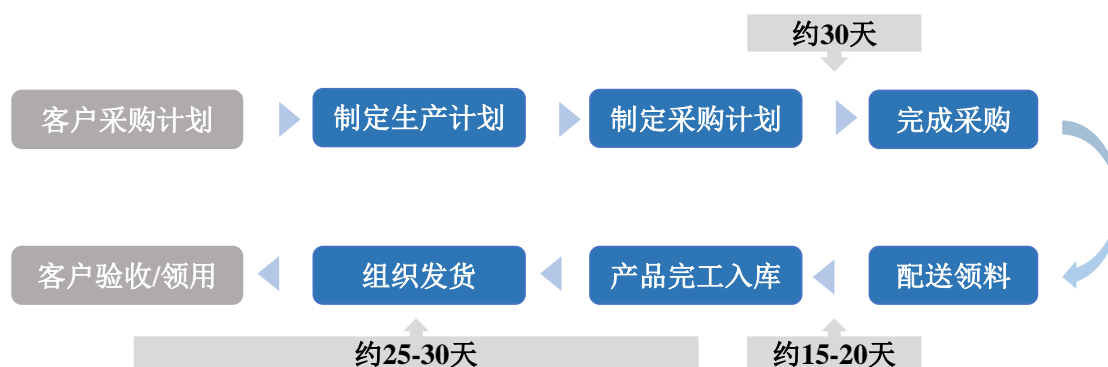 约30天
客户采购计划
制定生产计划
制定采购计划
完成采购
客户验收/领用
组织发货
产品完工入库
配送领料
约25-30天
约15-20天